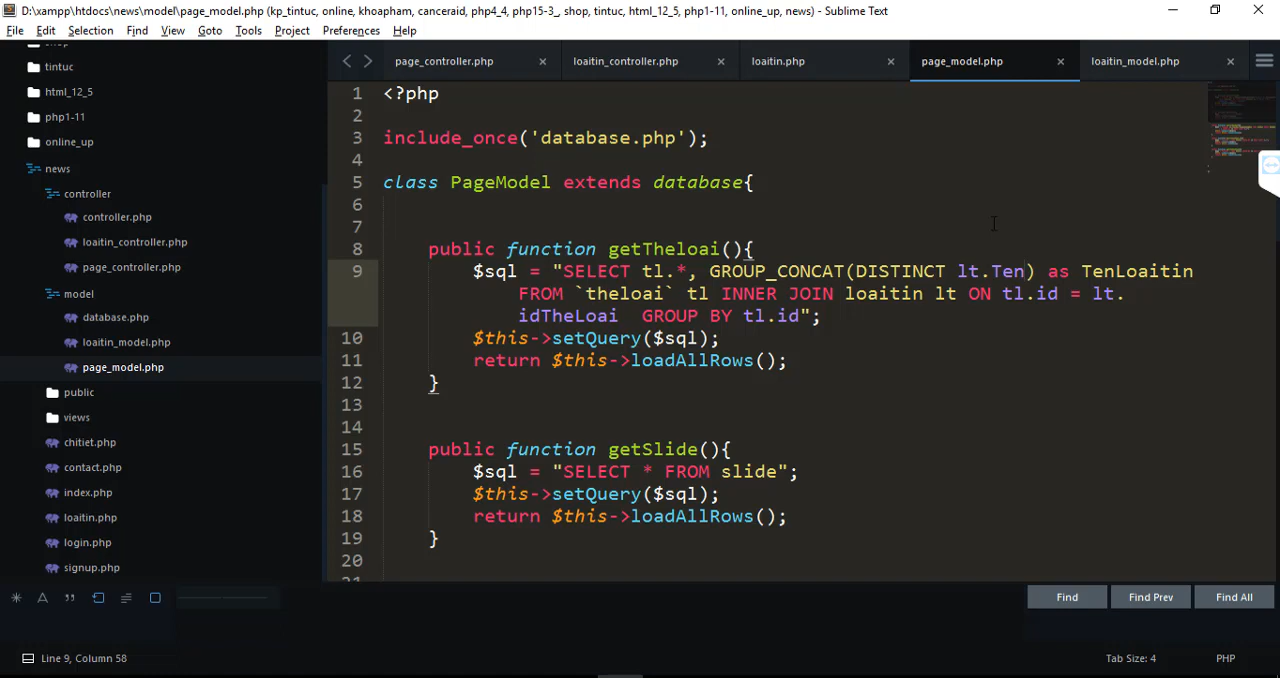 D:\xampp\htdocs\news\model\page_model.php (kp_tintuc, online, khoapham, canceraid, php4_4, php15-3_, shop, tintuc, html_12_5, php1-11, online_up, news) - Sublime Text
File Edit Selection Find View Goto Tools Project Preferences Help
shop
tintuc
html_12_5
php1-11
online_up
news
controller
controller.php
loaitin_controller.php
page_controller.php
model
database.php
loaitin_model.php
page_model.php
public
views
chitiet.php
contact.php
index.php
loaitin.php
login.php
signup.php
page_controller.php loaitin_controller.php loaitin.php page_model.php loaitin_model.php
1 <?php
2
3 include_once('database.php');
4
5 class PageModel extends database{
6
7
8 public function getTheloai(){
9 $sql = "SELECT tl.*, GROUP_CONCAT(DISTINCT lt.Ten) as TenLoaitin
FROM `theloai` tl INNER JOIN loaitin lt ON tl.id = lt.
idTheLoai  GROUP BY tl.id";
10 $this->setQuery($sql);
11 return $this->loadAllRows();
12 }
13
14
15 public function getSlide(){
16 $sql = "SELECT * FROM slide";
17 $this->setQuery($sql);
18 return $this->loadAllRows();
19 }
20
21
Find Find Prev Find All
Line 9, Column 58 Tab Size: 4 PHP